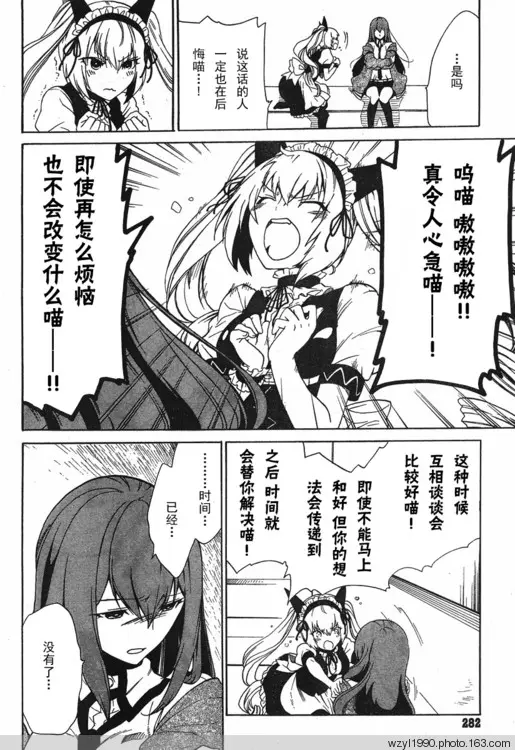 …是吗
说这话的人
一定也在后
悔喵…！
呜喵 嗷嗷嗷嗷!!
真令人心急喵——！
即使再怎么烦恼
也不会改变什么喵——!!
这种时候
互相谈谈会
比较好喵！
即使不能马上
和好 但你的想
法会传递到
之后 时间就
会替你解决喵！
………时间…
已经…
没有了…
282
wzyl1990.photo.163.com